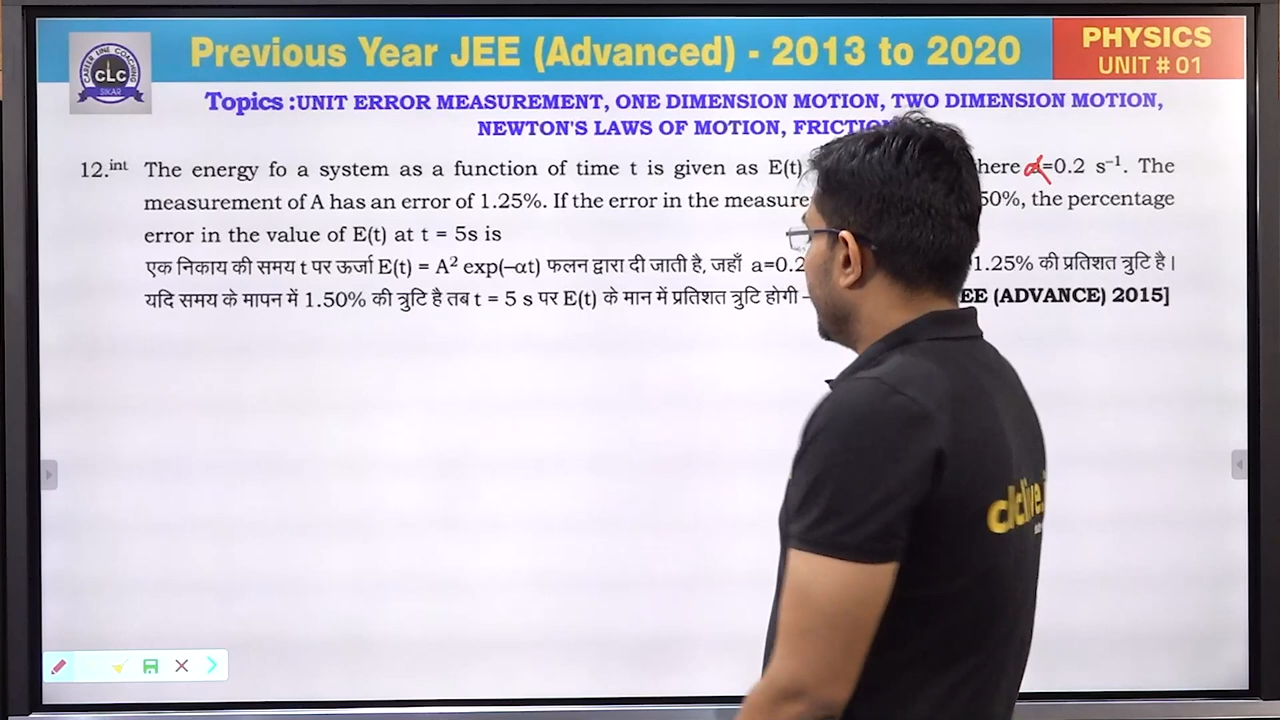 CAREER LINE COACHING
CLC
SIKAR
Previous Year JEE (Advanced) - 2013 to 2020
PHYSICS
UNIT # 01
Topics :UNIT ERROR MEASUREMENT, ONE DIMENSION MOTION, TWO DIMENSION MOTION,
NEWTON'S LAWS OF MOTION,
12.int The energy fo a system as a function of time t is given as E(t) α=0.2 s⁻¹. The
measurement of A has an error of 1.25%. If the error in the 50%, the percentage
error in the value of E(t) at t = 5s is
एक निकाय की समय t पर ऊर्जा E(t) = A² exp(–αt) फलन द्वारा दी जाती है, जहाँ a=0.2 1.25% की प्रतिशत त्रुटि है।
यदि समय के मापन में 1.50% की त्रुटि है तब t = 5 s पर E(t) के मान में प्रतिशत त्रुटि होगी – (ADVANCE) 2015]